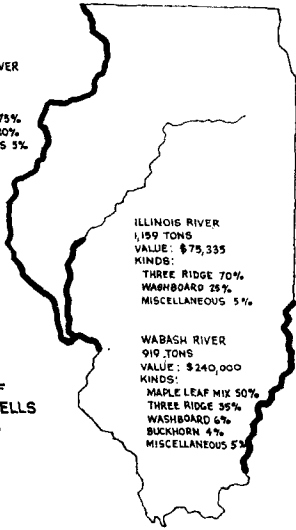 VER
75%
20%
S 5%
ILLINOIS RIVER
1,159 TONS
VALUE: $75,335
KINDS:
THREE RIDGE 70%
WASHBOARD 25%
MISCELLANEOUS 5%
WABASH RIVER
919 TONS
VALUE: $240,000
KINDS:
MAPLE LEAF MIX 50%
THREE RIDGE 35%
WASHBOARD 6%
BUCKHORN 4%
MISCELLANEOUS 5%
ELLS